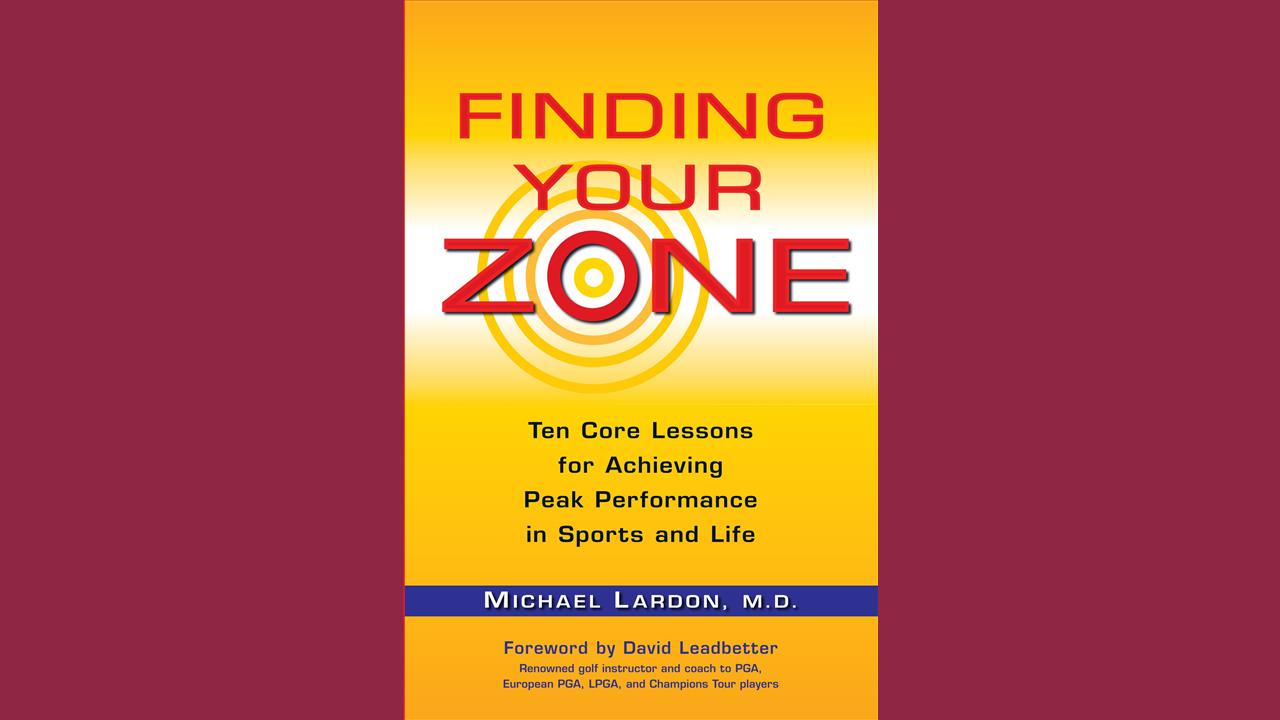 FINDING
YOUR
ZONE
Ten Core Lessons
for Achieving
Peak Performance
in Sports and Life
MICHAEL LARDON, M.D.
Foreword by David Leadbetter
Renowned golf instructor and coach to PGA,
European PGA, LPGA, and Champions Tour players